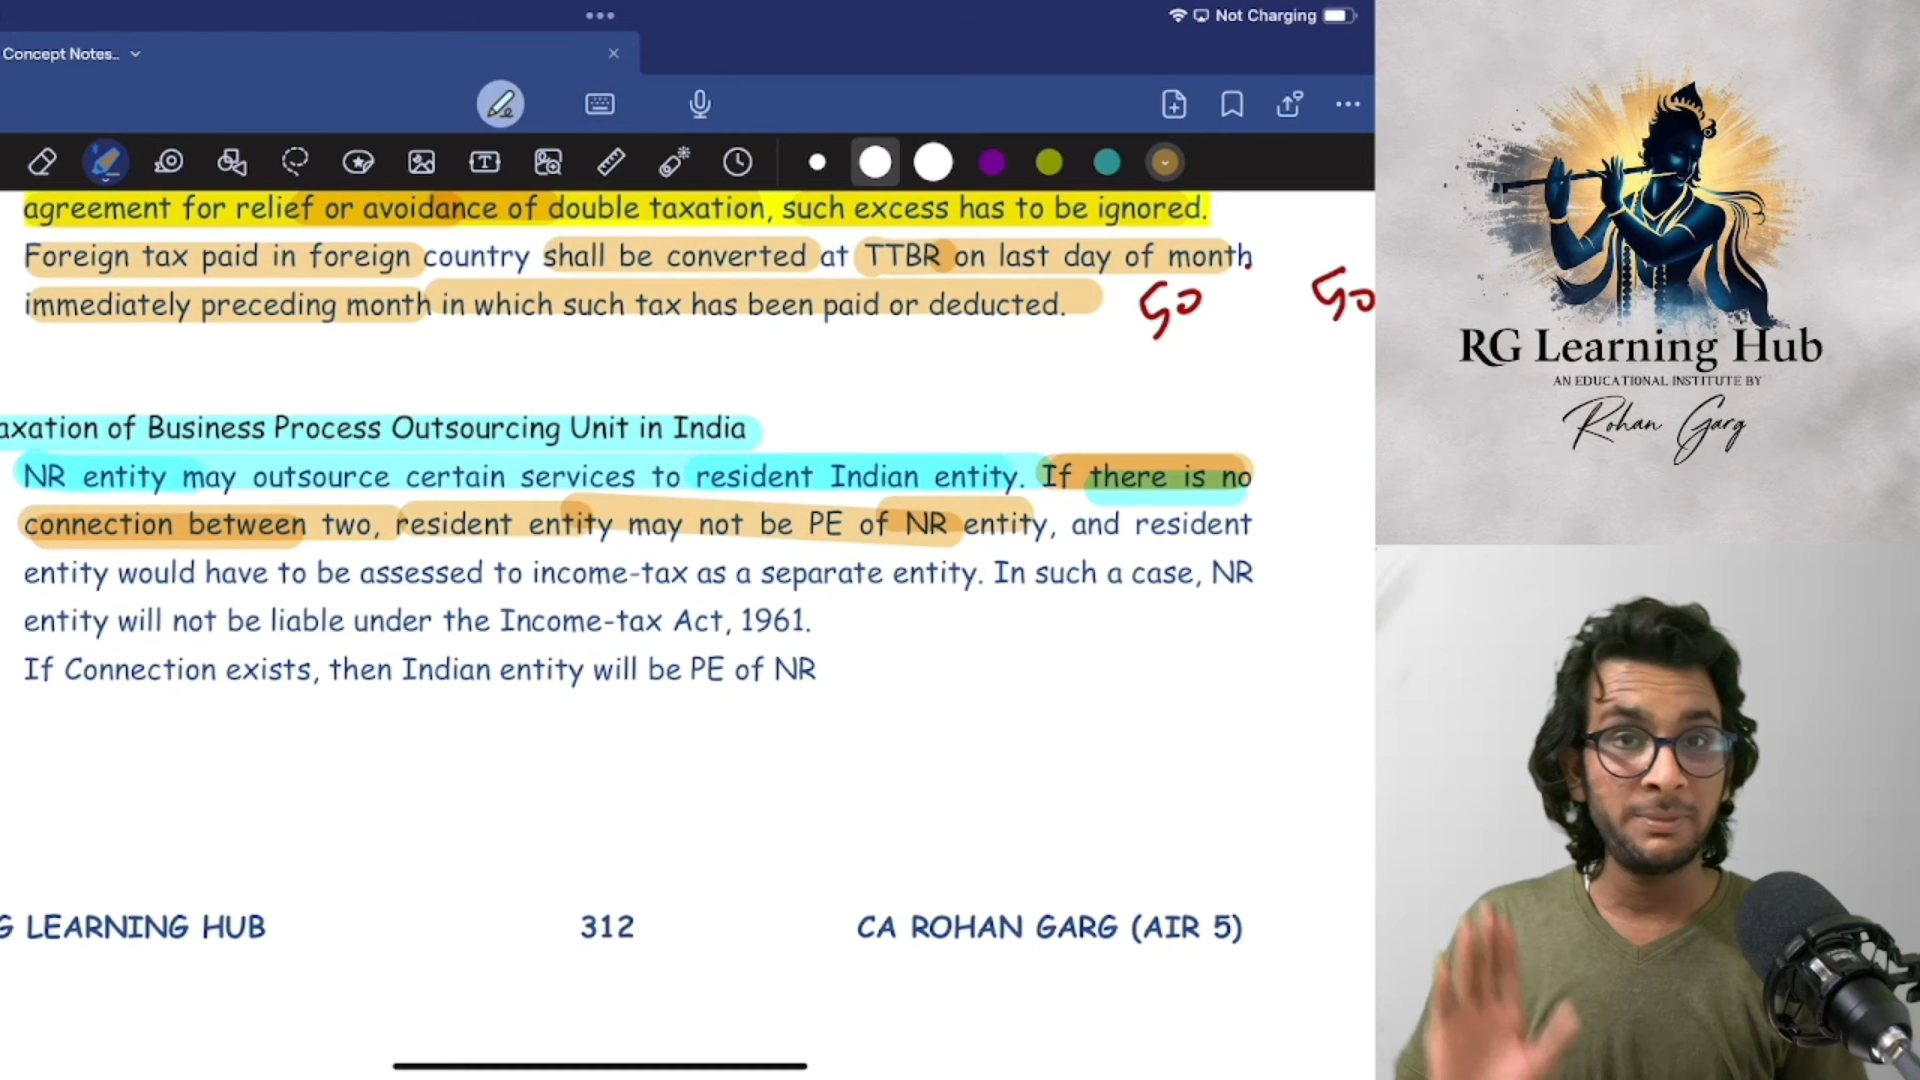 Not Charging
Concept Notes..
agreement for relief or avoidance of double taxation, such excess has to be ignored.
Foreign tax paid in foreign country shall be converted at TTBR on last day of month
immediately preceding month in which such tax has been paid or deducted.
50 50
axation of Business Process Outsourcing Unit in India
NR entity may outsource certain services to resident Indian entity. If there is no
connection between two, resident entity may not be PE of NR entity, and resident
entity would have to be assessed to income-tax as a separate entity. In such a case, NR
entity will not be liable under the Income-tax Act, 1961.
If Connection exists, then Indian entity will be PE of NR
G LEARNING HUB 312 CA ROHAN GARG (AIR 5)
RG Learning Hub
AN EDUCATIONAL INSTITUTE BY
Rohan Garg